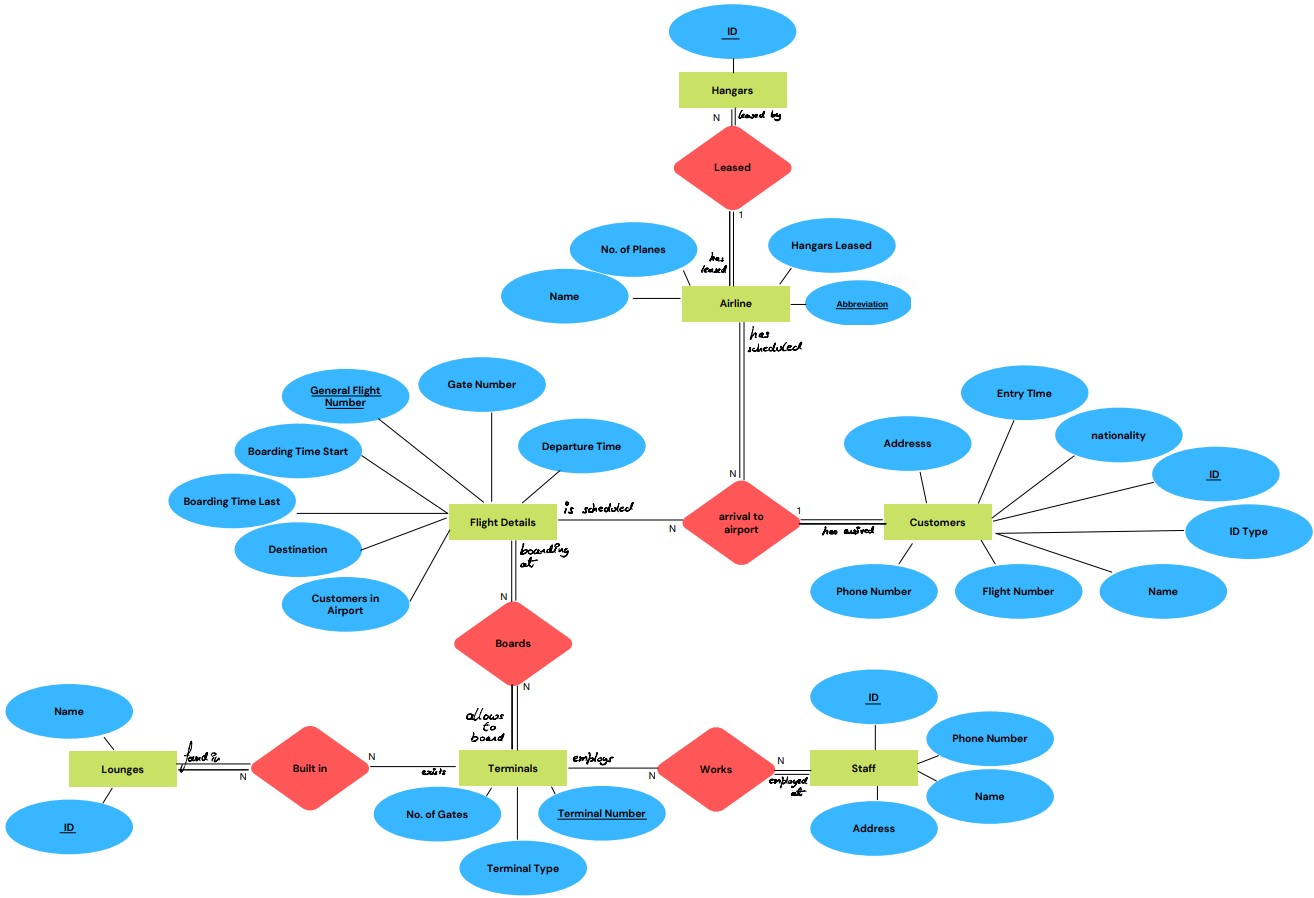 ID
Hangars
N
leased by
Leased
1
has
leased
No. of Planes
Hangars Leased
Name
Airline
Abbreviation
has
scheduled
General Flight
Number
Gate Number
Entry TIme
Boarding Time Start
Departure Time
Addresss
nationality
Boarding Time Last
ID
Flight Details
is scheduled
N
N
arrival to
airport
1
has arrived
Customers
ID Type
Destination
boarding
at
Customers in
Airport
Phone Number
Flight Number
Name
N
Boards
N
Name
allows
to
board
ID
Phone Number
Lounges
found in
N
Built in
N
exists
Terminals
employs
N
Works
N
employed
at
Staff
Name
ID
No. of Gates
Terminal Number
Address
Terminal Type